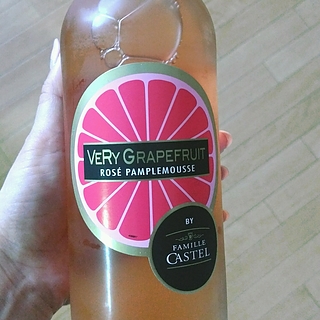 VERY GRAPEFRUIT
ROSÉ PAMPLEMOUSSE
BY
FAMILLE
CASTEL